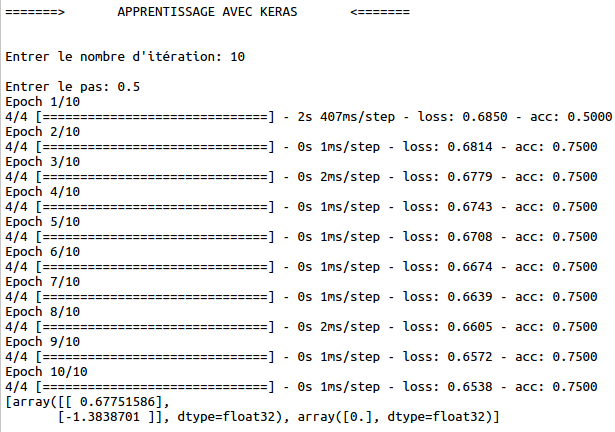 =======>       APPRENTISSAGE AVEC KERAS       <=======
Entrer le nombre d'itération: 10
Entrer le pas: 0.5
Epoch 1/10
4/4 [==============================] - 2s 407ms/step - loss: 0.6850 - acc: 0.5000
Epoch 2/10
4/4 [==============================] - 0s 1ms/step - loss: 0.6814 - acc: 0.7500
Epoch 3/10
4/4 [==============================] - 0s 2ms/step - loss: 0.6779 - acc: 0.7500
Epoch 4/10
4/4 [==============================] - 0s 1ms/step - loss: 0.6743 - acc: 0.7500
Epoch 5/10
4/4 [==============================] - 0s 1ms/step - loss: 0.6708 - acc: 0.7500
Epoch 6/10
4/4 [==============================] - 0s 1ms/step - loss: 0.6674 - acc: 0.7500
Epoch 7/10
4/4 [==============================] - 0s 1ms/step - loss: 0.6639 - acc: 0.7500
Epoch 8/10
4/4 [==============================] - 0s 2ms/step - loss: 0.6605 - acc: 0.7500
Epoch 9/10
4/4 [==============================] - 0s 1ms/step - loss: 0.6572 - acc: 0.7500
Epoch 10/10
4/4 [==============================] - 0s 1ms/step - loss: 0.6538 - acc: 0.7500
[array([[ 0.67751586],
       [-1.3838701 ]], dtype=float32), array([0.], dtype=float32)]